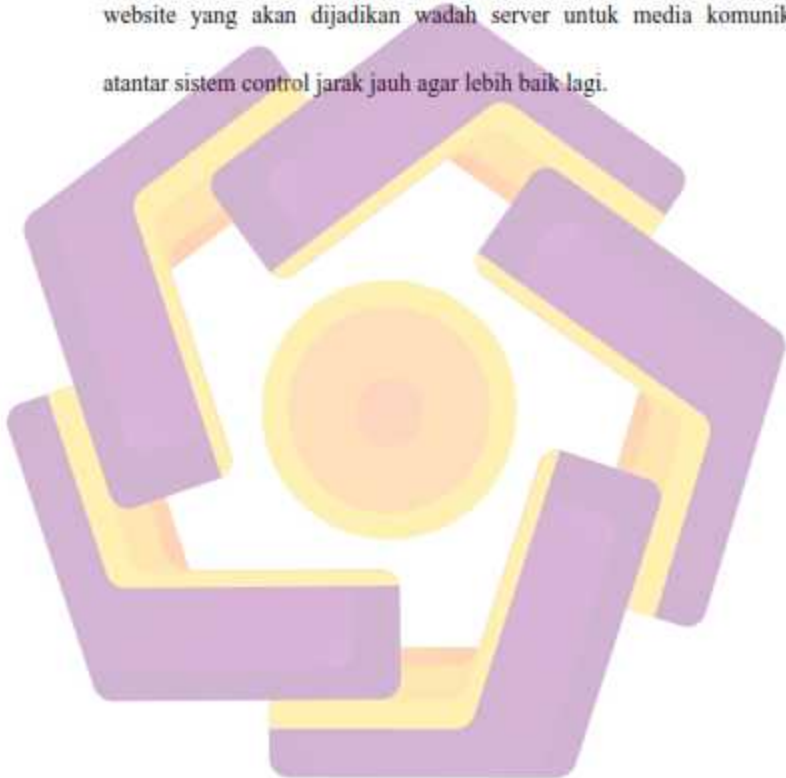 website yang akan dijadikan wadah server untuk media komunik
atantar sistem control jarak jauh agar lebih baik lagi.